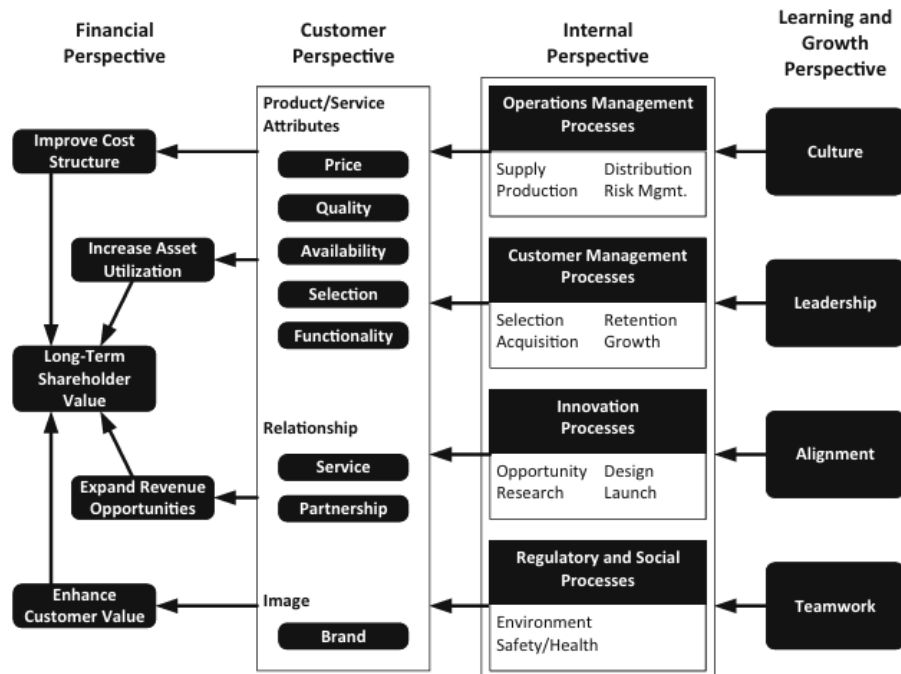 Financial
Perspective
Customer
Perspective
Internal
Perspective
Learning and
Growth
Perspective
Improve Cost
Structure
Increase Asset
Utilization
Long-Term
Shareholder
Value
Expand Revenue
Opportunities
Enhance
Customer Value
Product/Service
Attributes
Price
Quality
Availability
Selection
Functionality
Relationship
Service
Partnership
Image
Brand
Operations Management
Processes
Supply Distribution
Production Risk Mgmt.
Customer Management
Processes
Selection Retention
Acquisition Growth
Innovation
Processes
Opportunity Design
Research Launch
Regulatory and Social
Processes
Environment
Safety/Health
Culture
Leadership
Alignment
Teamwork